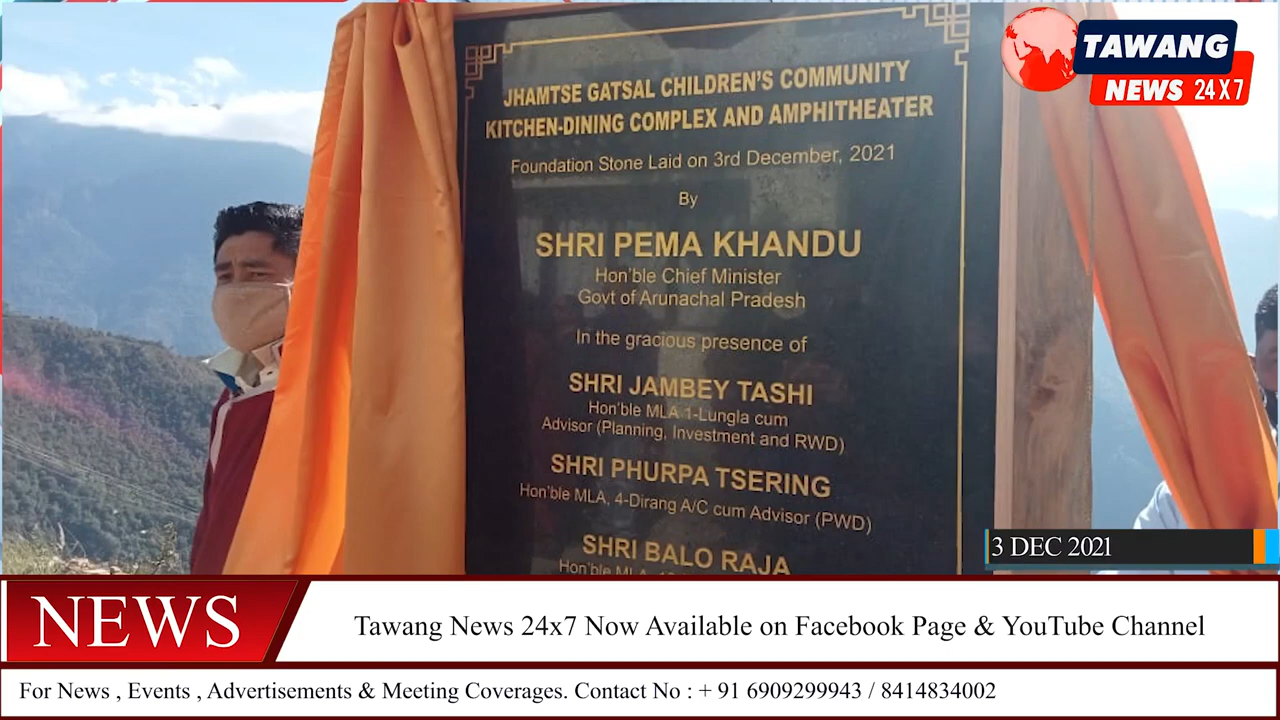 TAWANG
NEWS 24X7
JHAMTSE GATSAL CHILDREN'S COMMUNITY
KITCHEN-DINING COMPLEX AND AMPHITHEATER
Foundation Stone Laid on 3rd December, 2021
By
SHRI PEMA KHANDU
Hon'ble Chief Minister
Govt of Arunachal Pradesh
In the gracious presence of
SHRI JAMBEY TASHI
Hon'ble MLA 1-Lungla cum
Advisor (Planning, Investment and RWD)
SHRI PHURPA TSERING
Hon'ble MLA, 4-Dirang A/C cum Advisor (PWD)
SHRI BALO RAJA
Hon'ble MLA
3 DEC 2021
NEWS
Tawang News 24x7 Now Available on Facebook Page & YouTube Channel
For News , Events , Advertisements & Meeting Coverages. Contact No : + 91 6909299943 / 8414834002